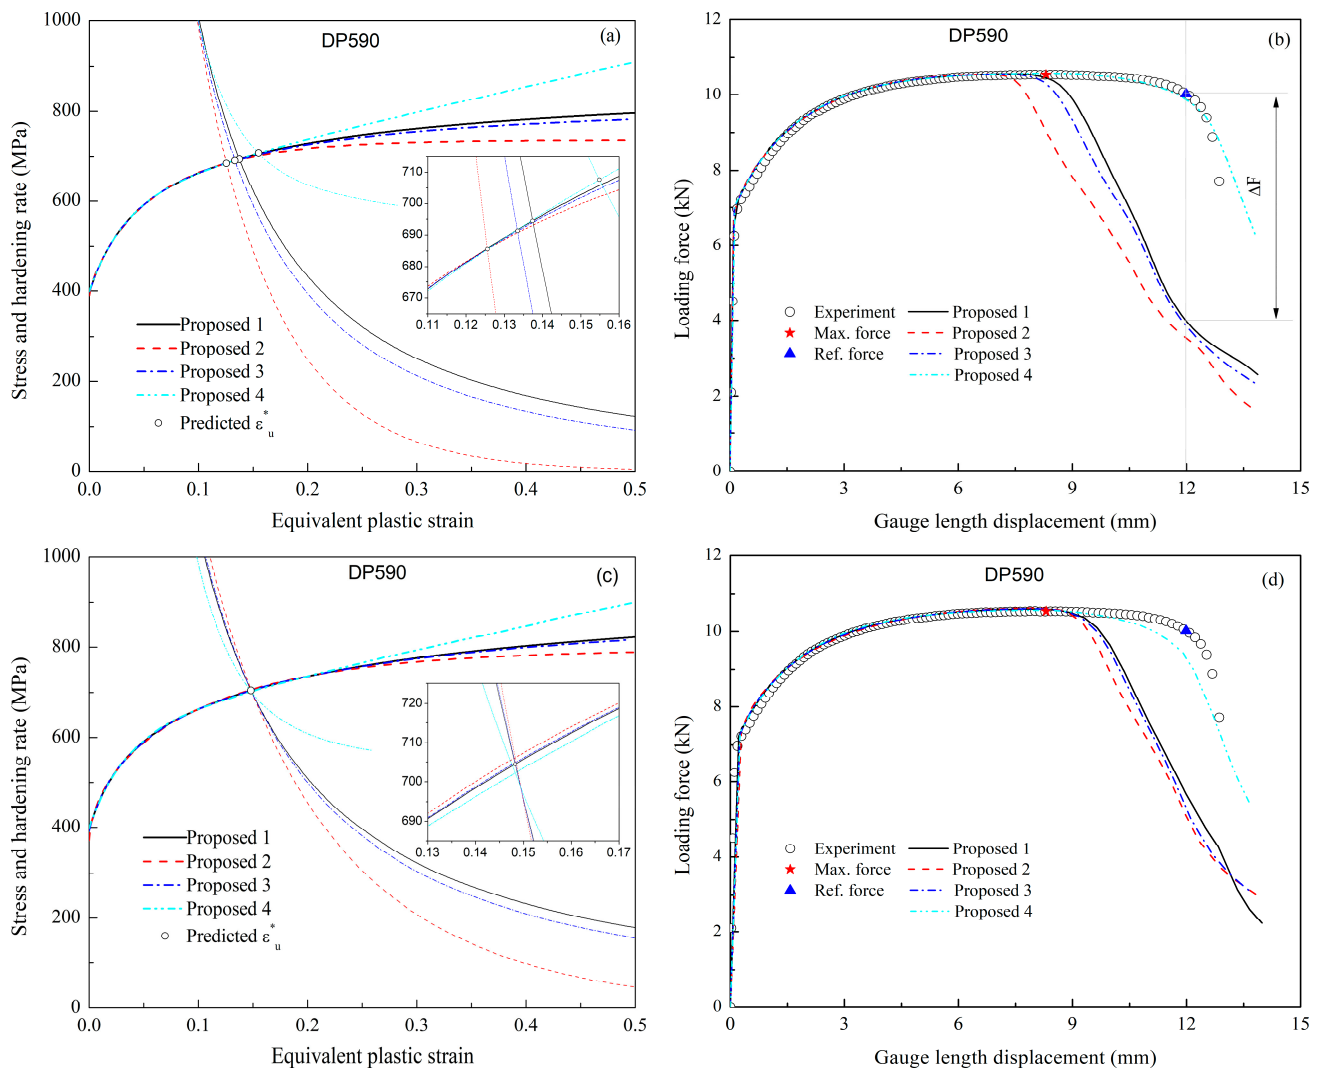 DP590
(a)
Stress and hardening rate (MPa)
1000
800
600
400
200
0
0.0 0.1 0.2 0.3 0.4 0.5
Equivalent plastic strain
Proposed 1
Proposed 2
Proposed 3
Proposed 4
Predicted ε*u
710
700
690
680
670
0.11 0.12 0.13 0.14 0.15 0.16
DP590
(b)
Loading force (kN)
12
10
8
6
4
2
0
0 3 6 9 12 15
Gauge length displacement (mm)
ΔF
Experiment
Max. force
Ref. force
Proposed 1
Proposed 2
Proposed 3
Proposed 4
DP590
(c)
Stress and hardening rate (MPa)
1000
800
600
400
200
0
0.0 0.1 0.2 0.3 0.4 0.5
Equivalent plastic strain
Proposed 1
Proposed 2
Proposed 3
Proposed 4
Predicted ε*u
720
710
700
690
0.13 0.14 0.15 0.16 0.17
DP590
(d)
Loading force (kN)
12
10
8
6
4
2
0
0 3 6 9 12 15
Gauge length displacement (mm)
Experiment
Max. force
Ref. force
Proposed 1
Proposed 2
Proposed 3
Proposed 4